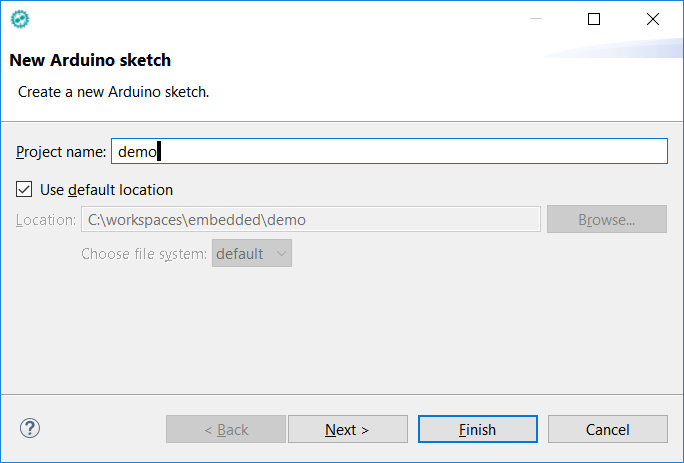 New Arduino sketch
Create a new Arduino sketch.
Project name: demo
Use default location
Location: C:\workspaces\embedded\demo Browse...
Choose file system: default
? < Back Next > Finish Cancel